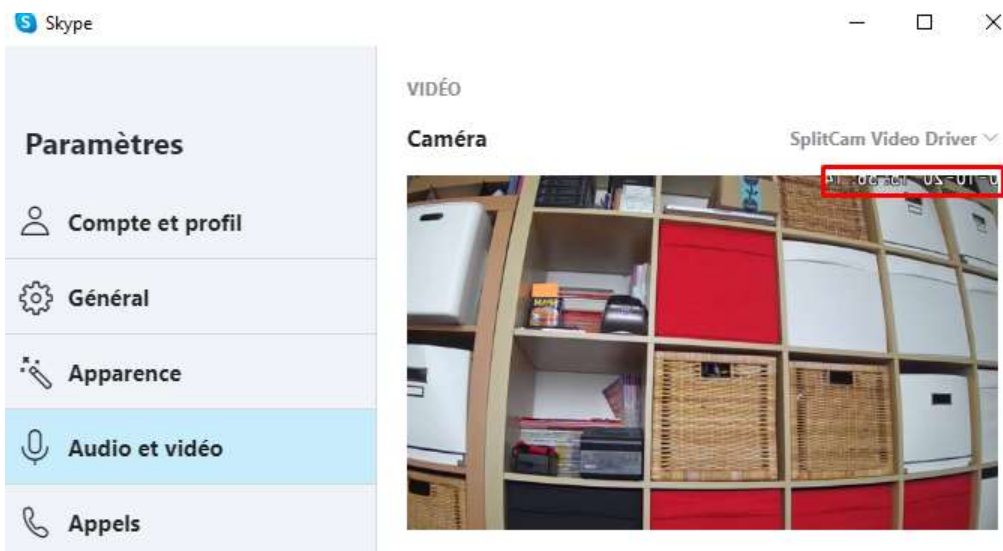 Skype
VIDÉO
Paramètres
Caméra
SplitCam Video Driver
Compte et profil
Général
Apparence
Audio et vidéo
Appels